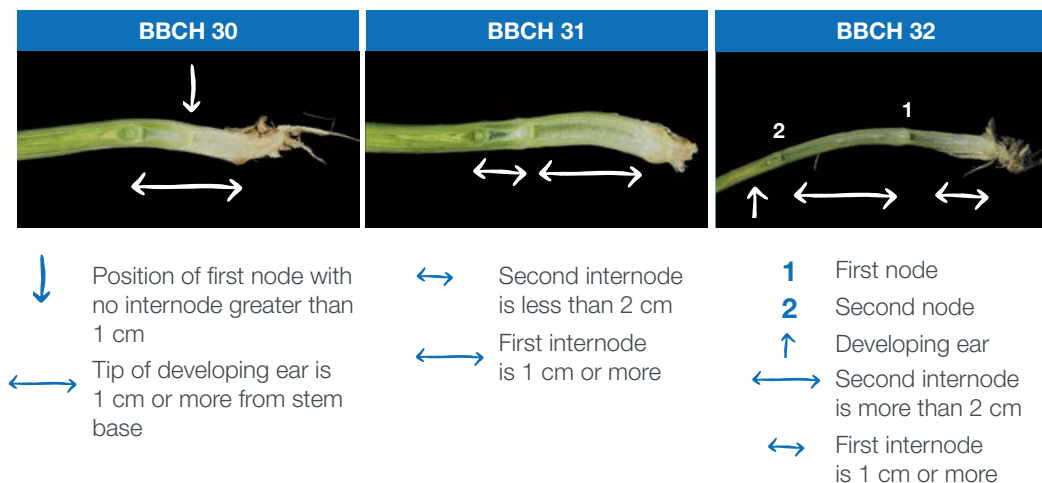 BBCH 30
BBCH 31
BBCH 32
1
2
Position of first node with
no internode greater than
1 cm
Tip of developing ear is
1 cm or more from stem
base
Second internode
is less than 2 cm
First internode
is 1 cm or more
1 First node
2 Second node
Developing ear
Second internode
is more than 2 cm
First internode
is 1 cm or more